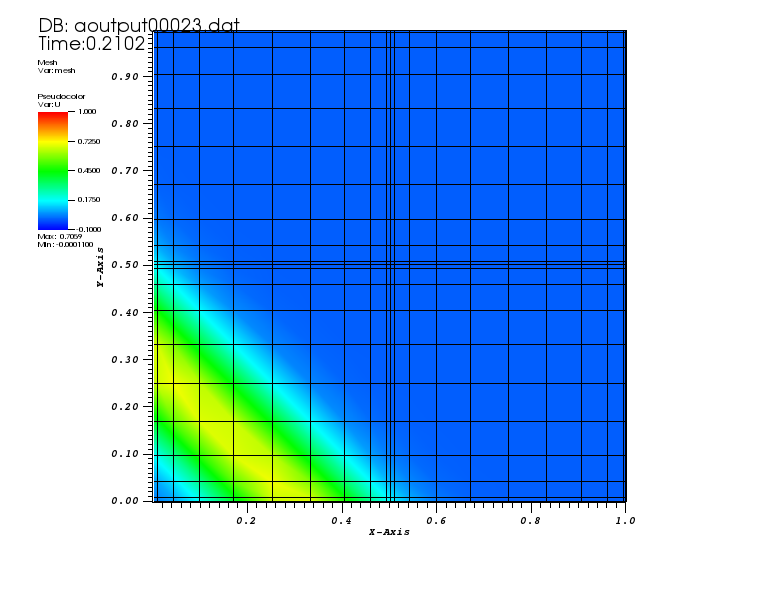 DB: aoutput00023.dat
Time:0.2102
Mesh
Var: mesh
Pseudocolor
Var: U
1.000
0.7250
0.4500
0.1750
-0.1000
Max: 0.7059
Min: -0.0001100
Y-Axis
0.90
0.80
0.70
0.60
0.50
0.40
0.30
0.20
0.10
0.00
0.2 0.4 0.6 0.8 1.0
X-Axis